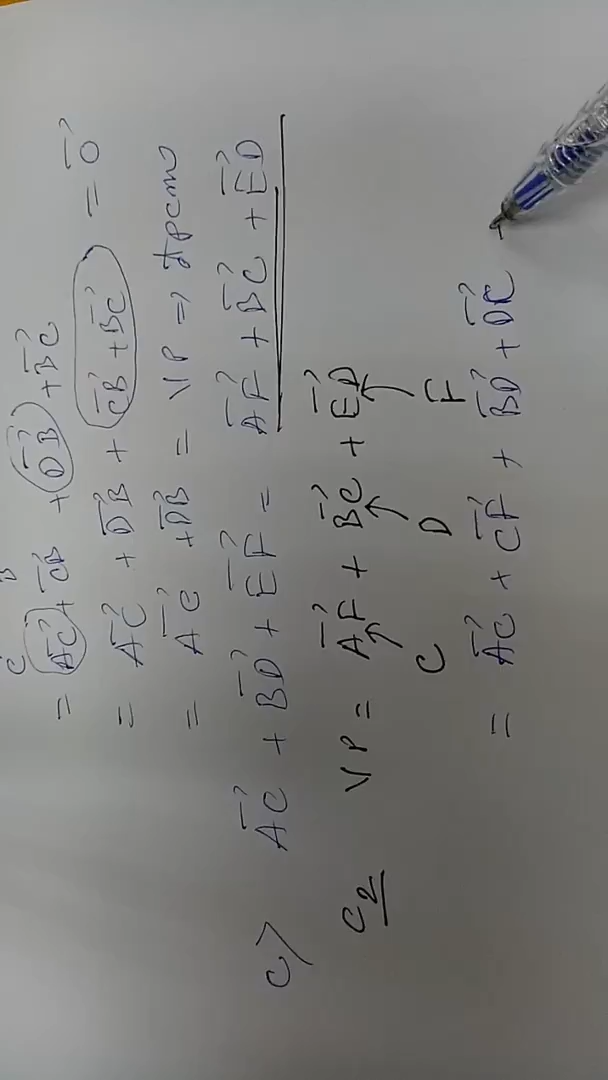 C B
= AC⃗ + CB⃗ + DB⃗ + BC⃗
= AC⃗ + DB⃗ + CB⃗ + BC⃗ = 0⃗
= AC⃗ + DB⃗ = VP =>
c) AC⃗ + BD⃗ + EF⃗ = AF⃗ + BC⃗ + ED⃗
C2 VP = AF⃗ + BC⃗ + ED⃗
C D F
= AC⃗ + CF⃗ + BD⃗ + DC⃗